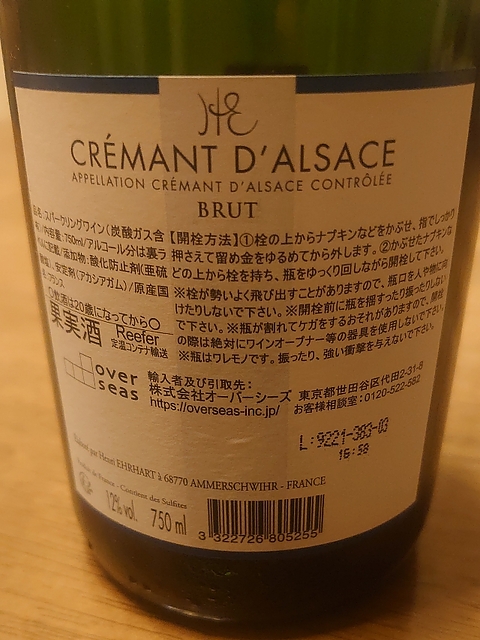 HE
CRÉMANT D'ALSACE
APPELLATION CRÉMANT D'ALSACE CONTRÔLÉE
BRUT
品名:スパークリングワイン(炭酸ガス含
有)/内容量:750ml/アルコール分は裏ラ
ベルに記載/添加物:酸化防止剤(亜硫
酸塩)、安定剤(アカシアガム)/原産国
:フランス
〇飲酒は20歳になってから〇
果実酒 Reefer
定温コンテナ輸送
【開栓方法】①栓の上からナプキンなどをかぶせ、指でしっかり
押さえて留め金をゆるめてから外します。②かぶせたナプキン
どの上から栓を持ち、瓶をゆっくり回しながら開栓して下さい。
※栓が勢いよく飛び出すことがありますので、瓶口を人や物に向
けたりしないで下さい。※開栓前に瓶を揺すったり振ったりしない
で下さい。※瓶が割れてケガをするおそれがありますので、開栓
の際は絶対にワインオープナー等の器具を使用しないで下さい。
※瓶はワレモノです。振ったり、強い衝撃を与えないで下さい。
over
seas
輸入者及び引取先:
株式会社オーバーシーズ 東京都世田谷区代田2-31-8
https://overseas-inc.jp/ お客様相談室:0120-522-582
L:9221-383-03
16:58
Elaboré par Henri EHRHART à 68770 AMMERSCHWIHR - FRANCE
Produit de France - Contient des Sulfites
12% vol. 750 ml
3 322726 805255